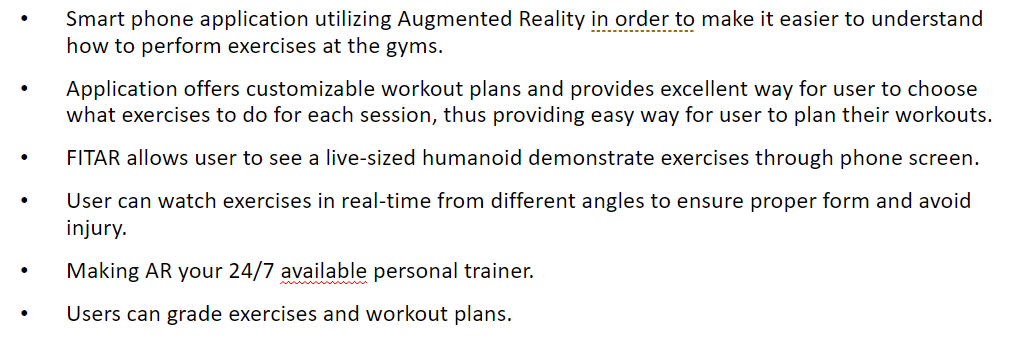 • Smart phone application utilizing Augmented Reality in order to make it easier to understand
how to perform exercises at the gyms.
• Application offers customizable workout plans and provides excellent way for user to choose
what exercises to do for each session, thus providing easy way for user to plan their workouts.
• FITAR allows user to see a live-sized humanoid demonstrate exercises through phone screen.
• User can watch exercises in real-time from different angles to ensure proper form and avoid
injury.
• Making AR your 24/7 available personal trainer.
• Users can grade exercises and workout plans.